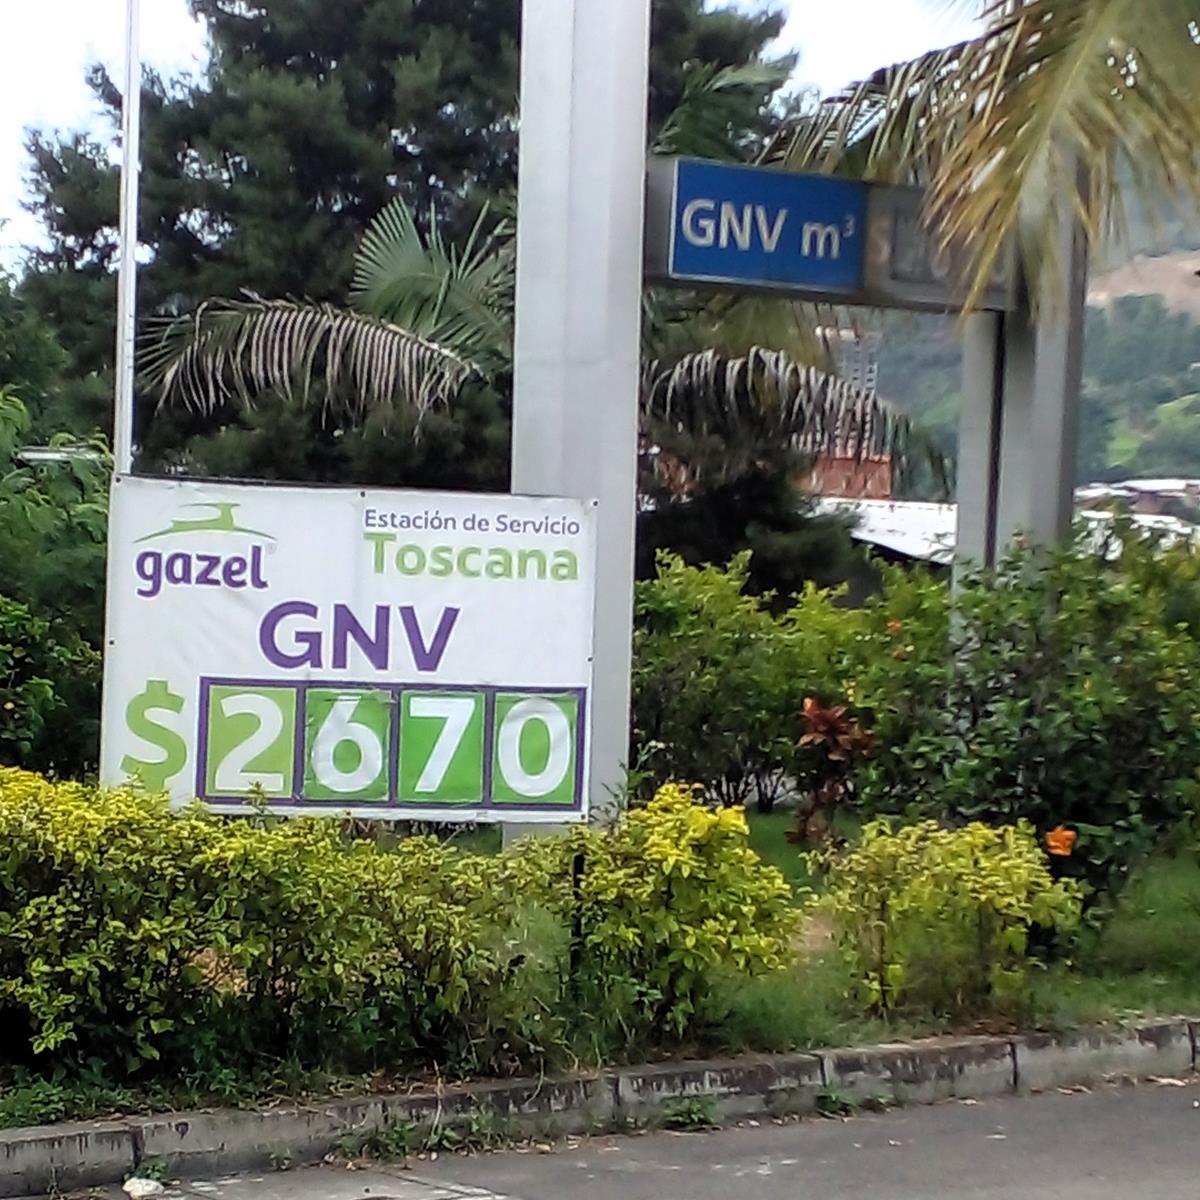 GNV m³
gazel
Estación de Servicio
Toscana
GNV
$2670